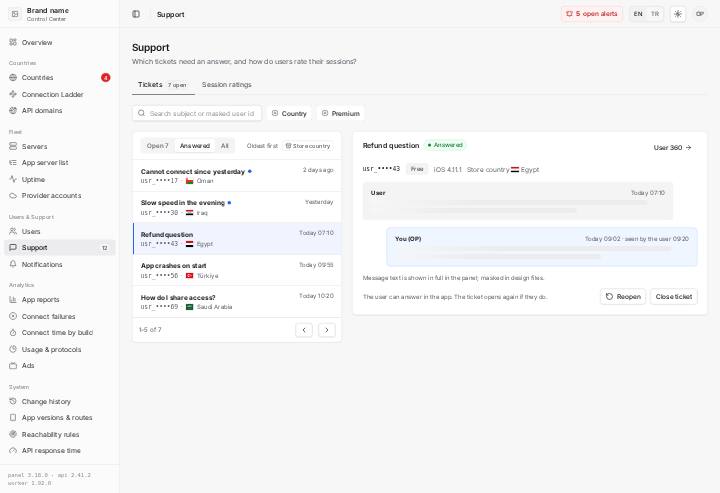 Brand name
Control Center
Support
5 open alerts
EN TR
OP
Overview
Countries
Countries 4
Connection Ladder
API domains
Fleet
Servers
App server list
Uptime
Provider accounts
Users & Support
Users
Support 12
Notifications
Analytics
App reports
Connect failures
Connect time by build
Usage & protocols
Ads
System
Change history
App versions & routes
Reachability rules
API response time
panel 3.18.0 · api 2.41.2
worker 1.92.0
Support
Which tickets need an answer, and how do users rate their sessions?
Tickets 7 open Session ratings
Search subject or masked user id Country Premium
Open 7 Answered All Oldest first Store country
Cannot connect since yesterday 2 days ago
usr_****17 · Oman
Slow speed in the evening Yesterday
usr_****30 · Iraq
Refund question Today 07:10
usr_****43 · Egypt
App crashes on start Today 09:55
usr_****56 · Türkiye
How do I share access? Today 10:20
usr_****69 · Saudi Arabia
1-5 of 7
Refund question Answered User 360 →
usr_****43 Free iOS 4.11.1 Store country Egypt
User Today 07:10
You (OP) Today 09:02 · seen by the user 09:20
Message text is shown in full in the panel; masked in design files.
The user can answer in the app. The ticket opens again if they do. Reopen Close ticket